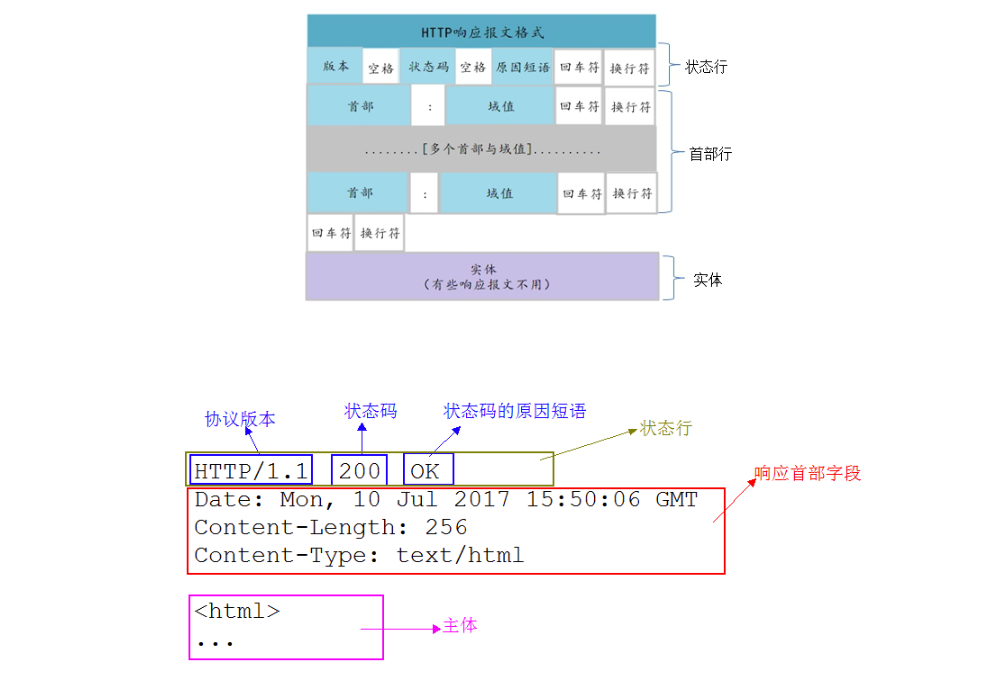 HTTP响应报文格式
版本 空格 状态码 空格 原因短语 回车符 换行符 状态行
首部 : 域值 回车符 换行符
........[多个首部与域值].......... 首部行
首部 : 域值 回车符 换行符
回车符 换行符
实体
(有些响应报文不用) 实体
协议版本 状态码 状态码的原因短语
状态行
HTTP/1.1 200 OK
响应首部字段
Date: Mon, 10 Jul 2017 15:50:06 GMT
Content-Length: 256
Content-Type: text/html
<html>
... 主体